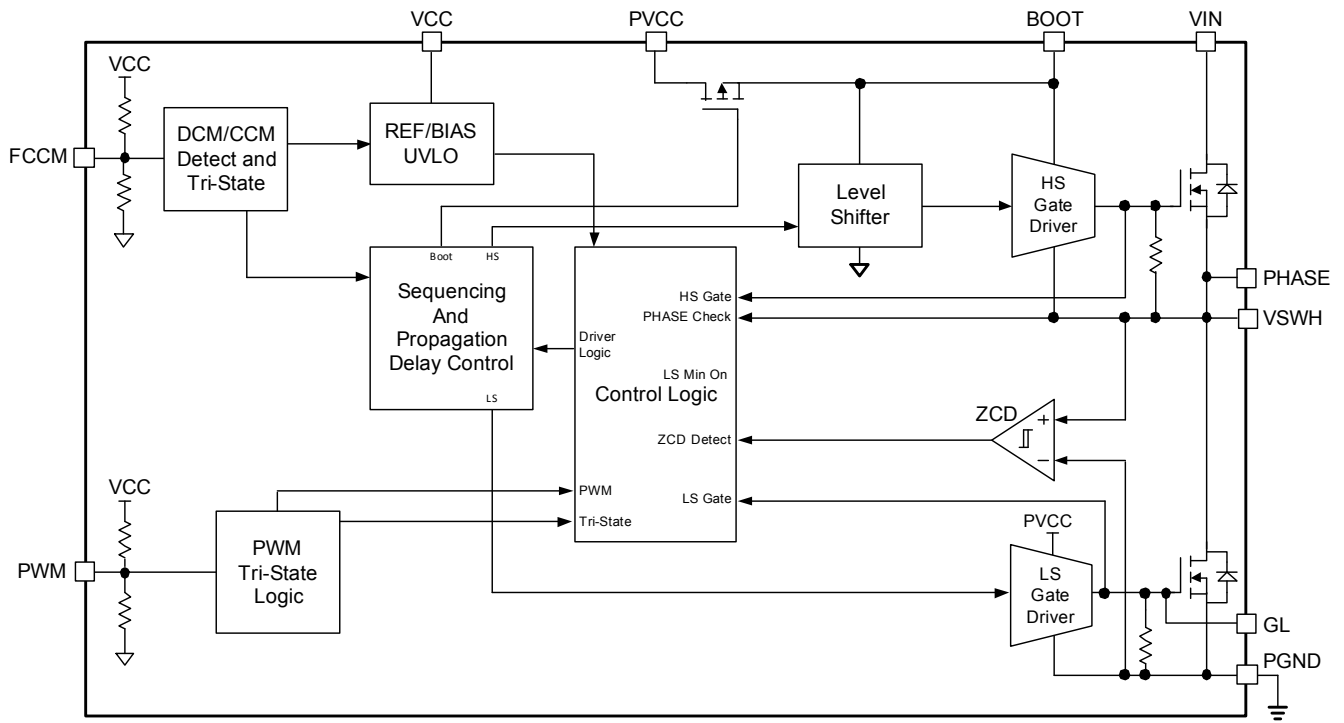 VCC
PVCC
BOOT
VIN
VCC
FCCM
DCM/CCM
Detect and
Tri-State
REF/BIAS
UVLO
Level
Shifter
HS
Gate
Driver
Boot
HS
Sequencing
And
Propagation
Delay Control
LS
HS Gate
PHASE Check
Driver
Logic
LS Min On
Control Logic
ZCD Detect
LS Gate
PWM
Tri-State
PHASE
VSWH
ZCD
+
−
VCC
PWM
PWM
Tri-State
Logic
PVCC
LS
Gate
Driver
GL
PGND